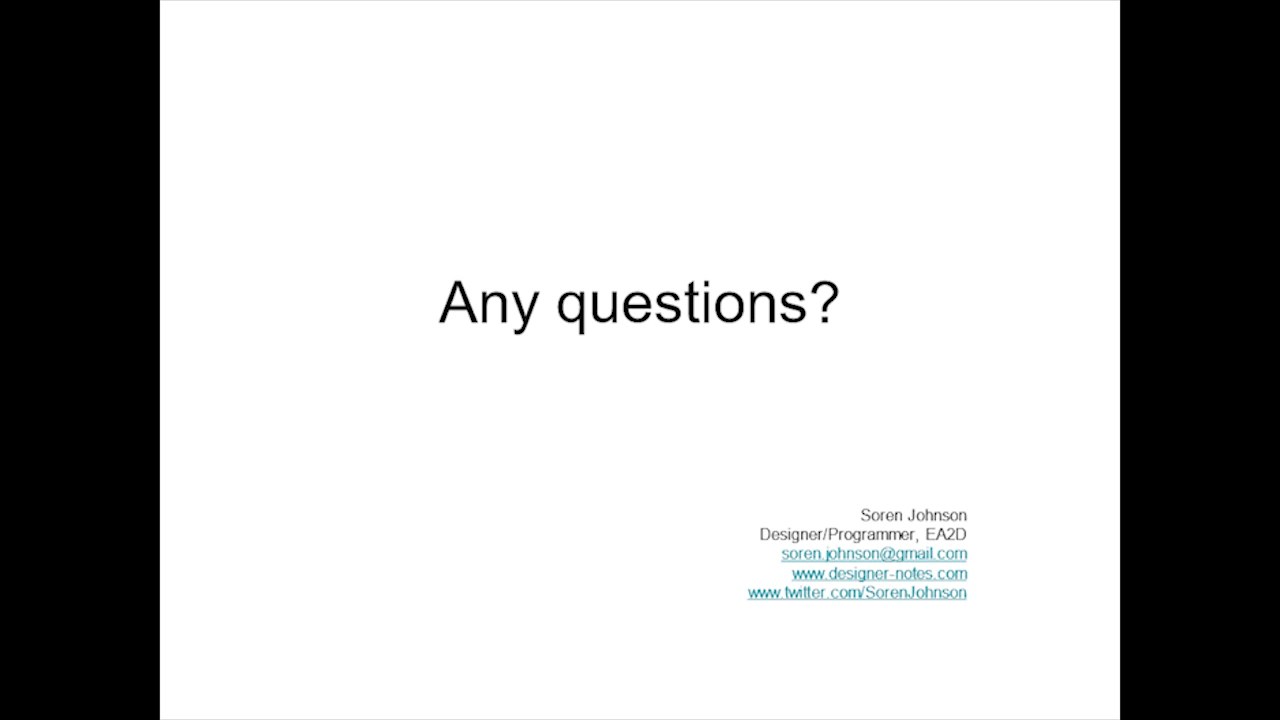 Any questions?
Soren Johnson
Designer/Programmer, EA2D
soren.johnson@gmail.com
www.designer-notes.com
www.twitter.com/SorenJohnson